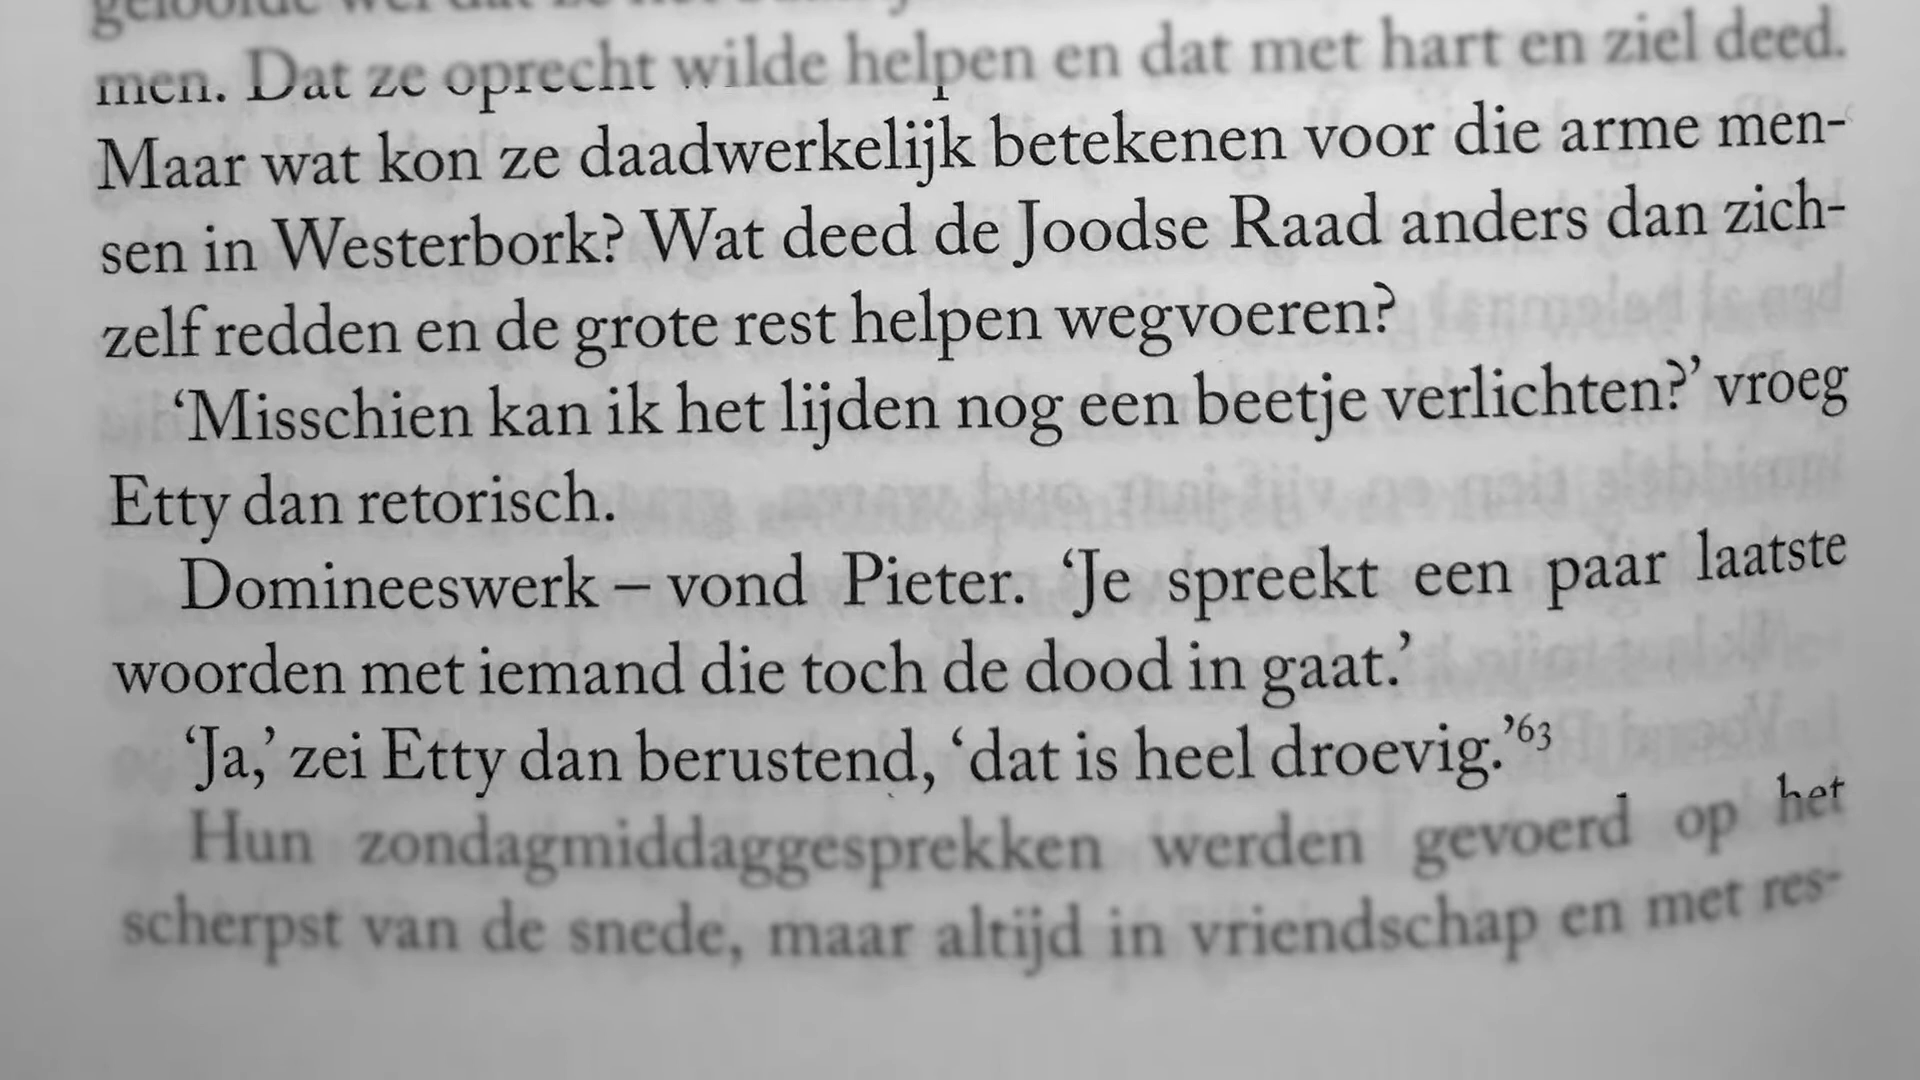 geloofde wel dat ze het
men. Dat ze oprecht wilde helpen en dat met hart en ziel deed.
Maar wat kon ze daadwerkelijk betekenen voor die arme men-
sen in Westerbork? Wat deed de Joodse Raad anders dan zich-
zelf redden en de grote rest helpen wegvoeren?
‘Misschien kan ik het lijden nog een beetje verlichten?’ vroeg
Etty dan retorisch.
Domineeswerk – vond Pieter. ‘Je spreekt een paar laatste
woorden met iemand die toch de dood in gaat.’
‘Ja,’ zei Etty dan berustend, ‘dat is heel droevig.’63
Hun zondagmiddaggesprekken werden gevoerd op het
scherpst van de snede, maar altijd in vriendschap en met res-